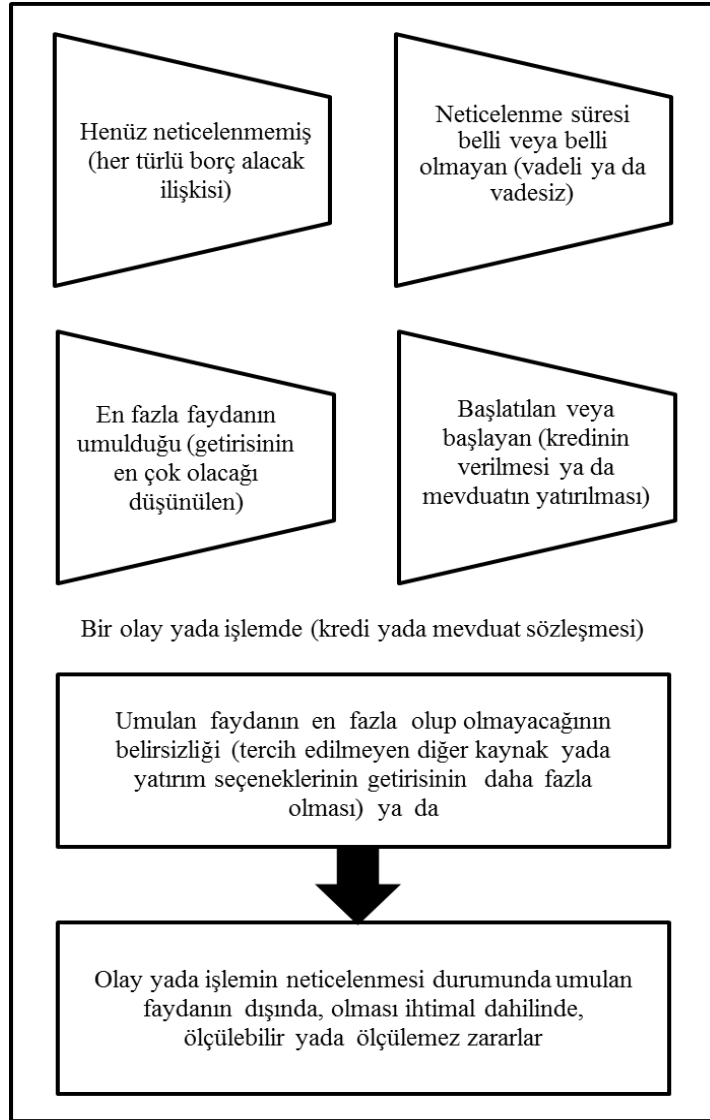 Henüz neticelenmemiş
(her türlü borç alacak
ilişkisi)
Neticelenme süresi
belli veya belli
olmayan (vadeli ya da
vadesiz)
En fazla faydanın
umulduğu (getirisinin
en çok olacağı
düşünülen)
Başlatılan veya
başlayan (kredinin
verilmesi ya da
mevduatın yatırılması)
Bir olay yada işlemde (kredi yada mevduat sözleşmesi)
Umulan faydanın en fazla olup olmayacağının
belirsizliği (tercih edilmeyen diğer kaynak yada
yatırım seçeneklerinin getirisinin daha fazla
olması) ya da
Olay yada işlemin neticelenmesi durumunda umulan
faydanın dışında, olması ihtimal dahilinde,
ölçülebilir yada ölçülemez zararlar